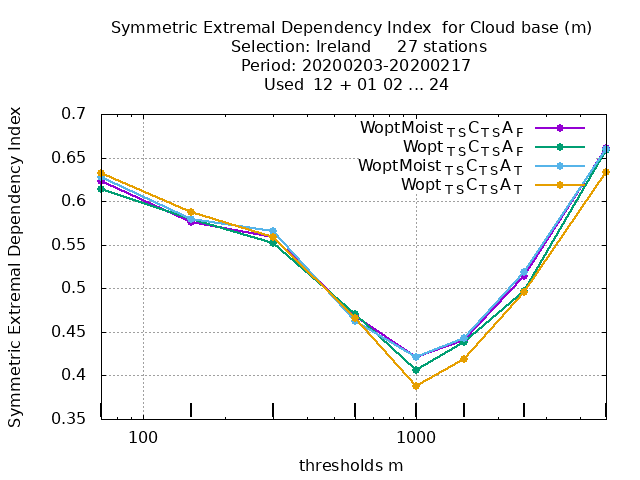 Symmetric Extremal Dependency Index for Cloud base (m)
Selection: Ireland 27 stations
Period: 20200203-20200217
Used 12 + 01 02 ... 24
Symmetric Extremal Dependency Index
0.7
0.65
0.6
0.55
0.5
0.45
0.4
0.35
WoptMoist TS C TS A F
Wopt TS C TS A F
WoptMoist TS C TS A T
Wopt TS C TS A T
100 1000
thresholds m